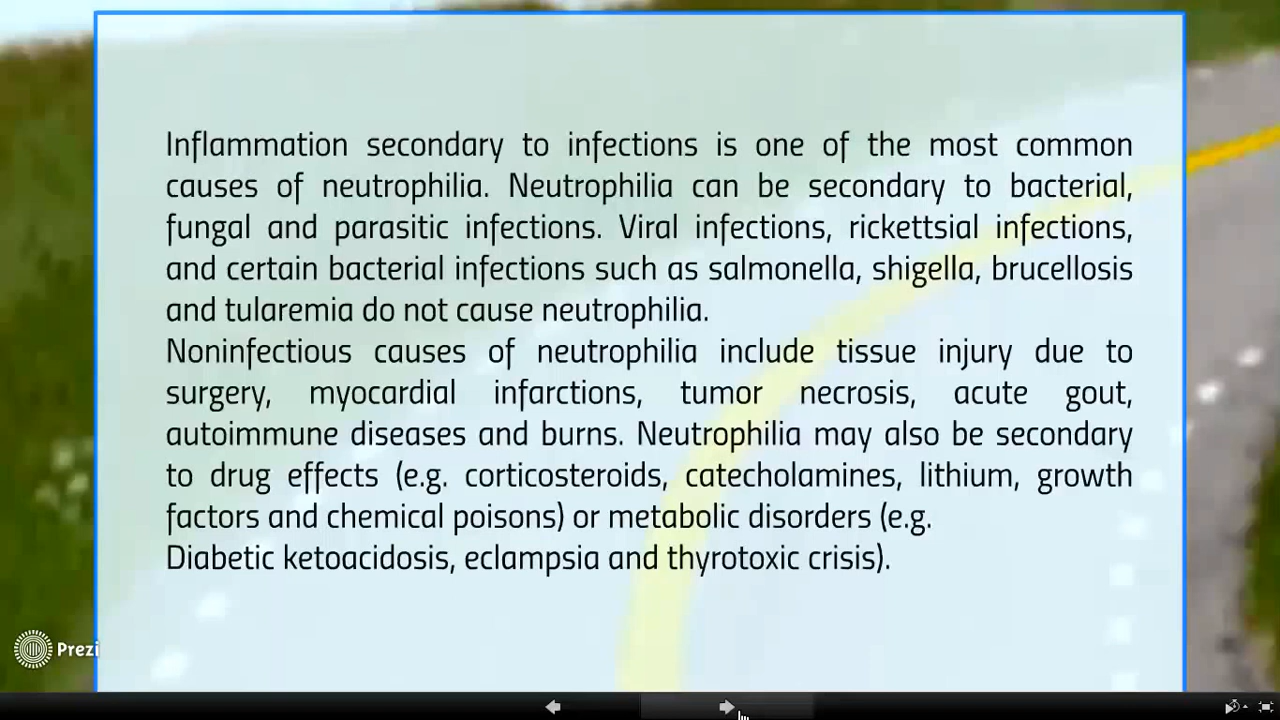 Inflammation secondary to infections is one of the most common
causes of neutrophilia. Neutrophilia can be secondary to bacterial,
fungal and parasitic infections. Viral infections, rickettsial infections,
and certain bacterial infections such as salmonella, shigella, brucellosis
and tularemia do not cause neutrophilia.
Noninfectious causes of neutrophilia include tissue injury due to
surgery, myocardial infarctions, tumor necrosis, acute gout,
autoimmune diseases and burns. Neutrophilia may also be secondary
to drug effects (e.g. corticosteroids, catecholamines, lithium, growth
factors and chemical poisons) or metabolic disorders (e.g.
Diabetic ketoacidosis, eclampsia and thyrotoxic crisis).
Prezi